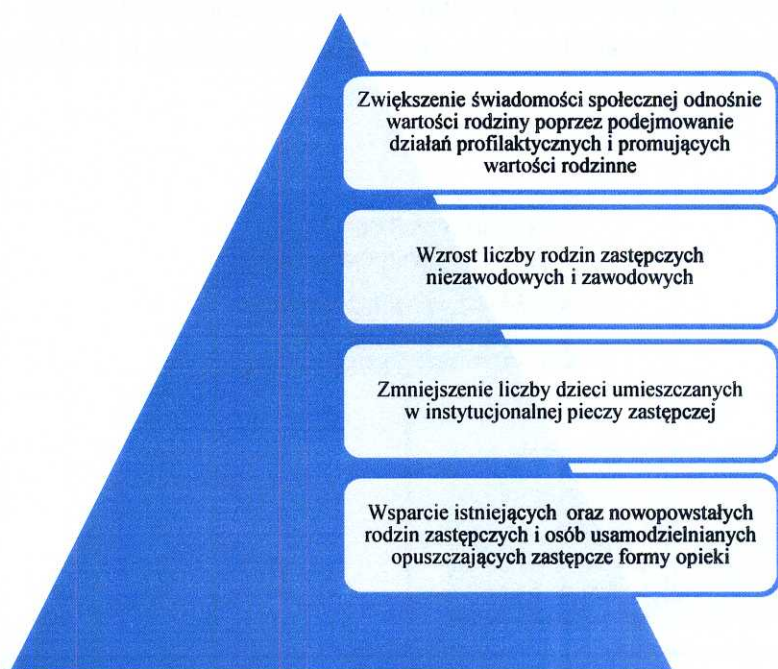 Zwiększenie świadomości społecznej odnośnie
wartości rodziny poprzez podejmowanie
działań profilaktycznych i promujących
wartości rodzinne
Wzrost liczby rodzin zastępczych
niezawodowych i zawodowych
Zmniejszenie liczby dzieci umieszczanych
w instytucjonalnej pieczy zastępczej
Wsparcie istniejących oraz nowopowstałych
rodzin zastępczych i osób usamodzielnianych
opuszczających zastępcze formy opieki